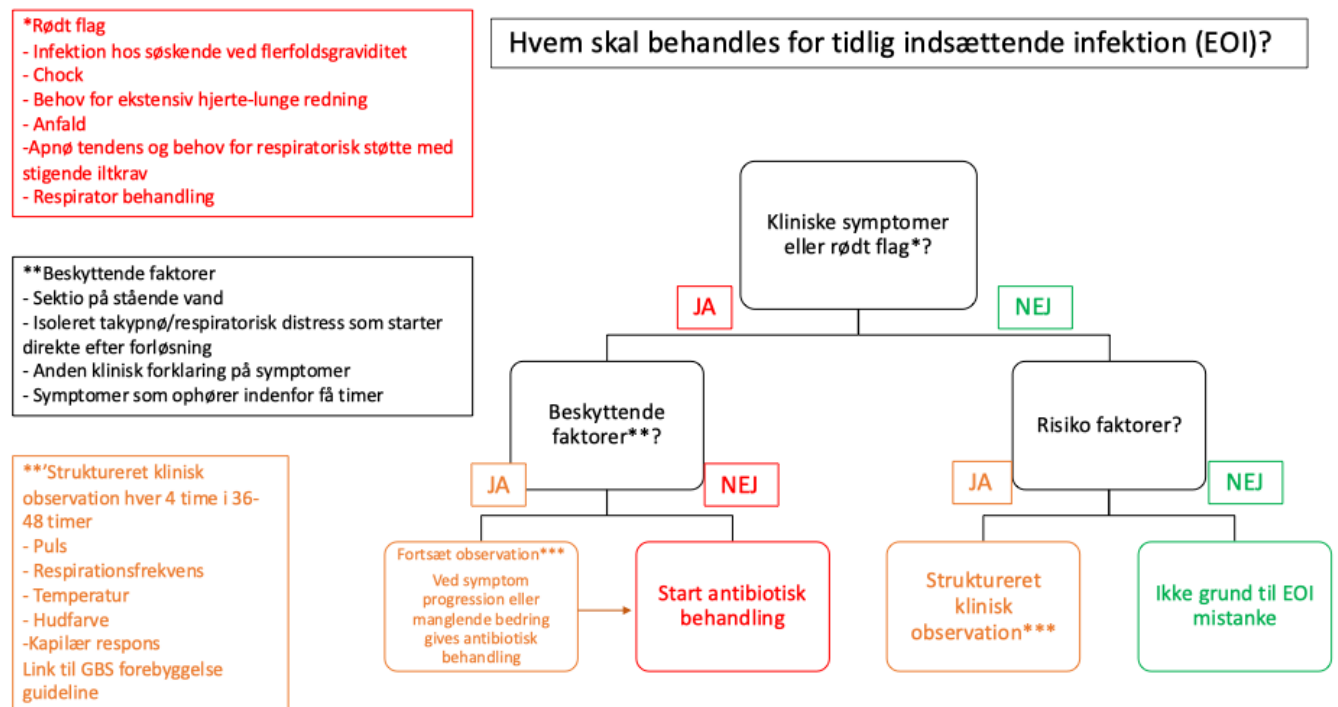 *Rødt flag
- Infektion hos søskende ved flerfoldsgraviditet
- Chock
- Behov for ekstensiv hjerte-lunge redning
- Anfald
-Apnø tendens og behov for respiratorisk støtte med
stigende iltkrav
- Respirator behandling
Hvem skal behandles for tidlig indsættende infektion (EOI)?
**Beskyttende faktorer
- Sektio på stående vand
- Isoleret takypnø/respiratorisk distress som starter
direkte efter forløsning
- Anden klinisk forklaring på symptomer
- Symptomer som ophører indenfor få timer
**'Struktureret klinisk
observation hver 4 time i 36-
48 timer
- Puls
- Respirationsfrekvens
- Temperatur
- Hudfarve
-Kapilær respons
Link til GBS forebyggelse
guideline
Kliniske symptomer
eller rødt flag*?
JA
NEJ
Beskyttende
faktorer**?
Risiko faktorer?
JA
NEJ
JA
NEJ
Fortsæt observation***
Ved symptom
progression eller
manglende bedring
gives antibiotisk
behandling
Start antibiotisk
behandling
Struktureret
klinisk
observation***
Ikke grund til EOI
mistanke